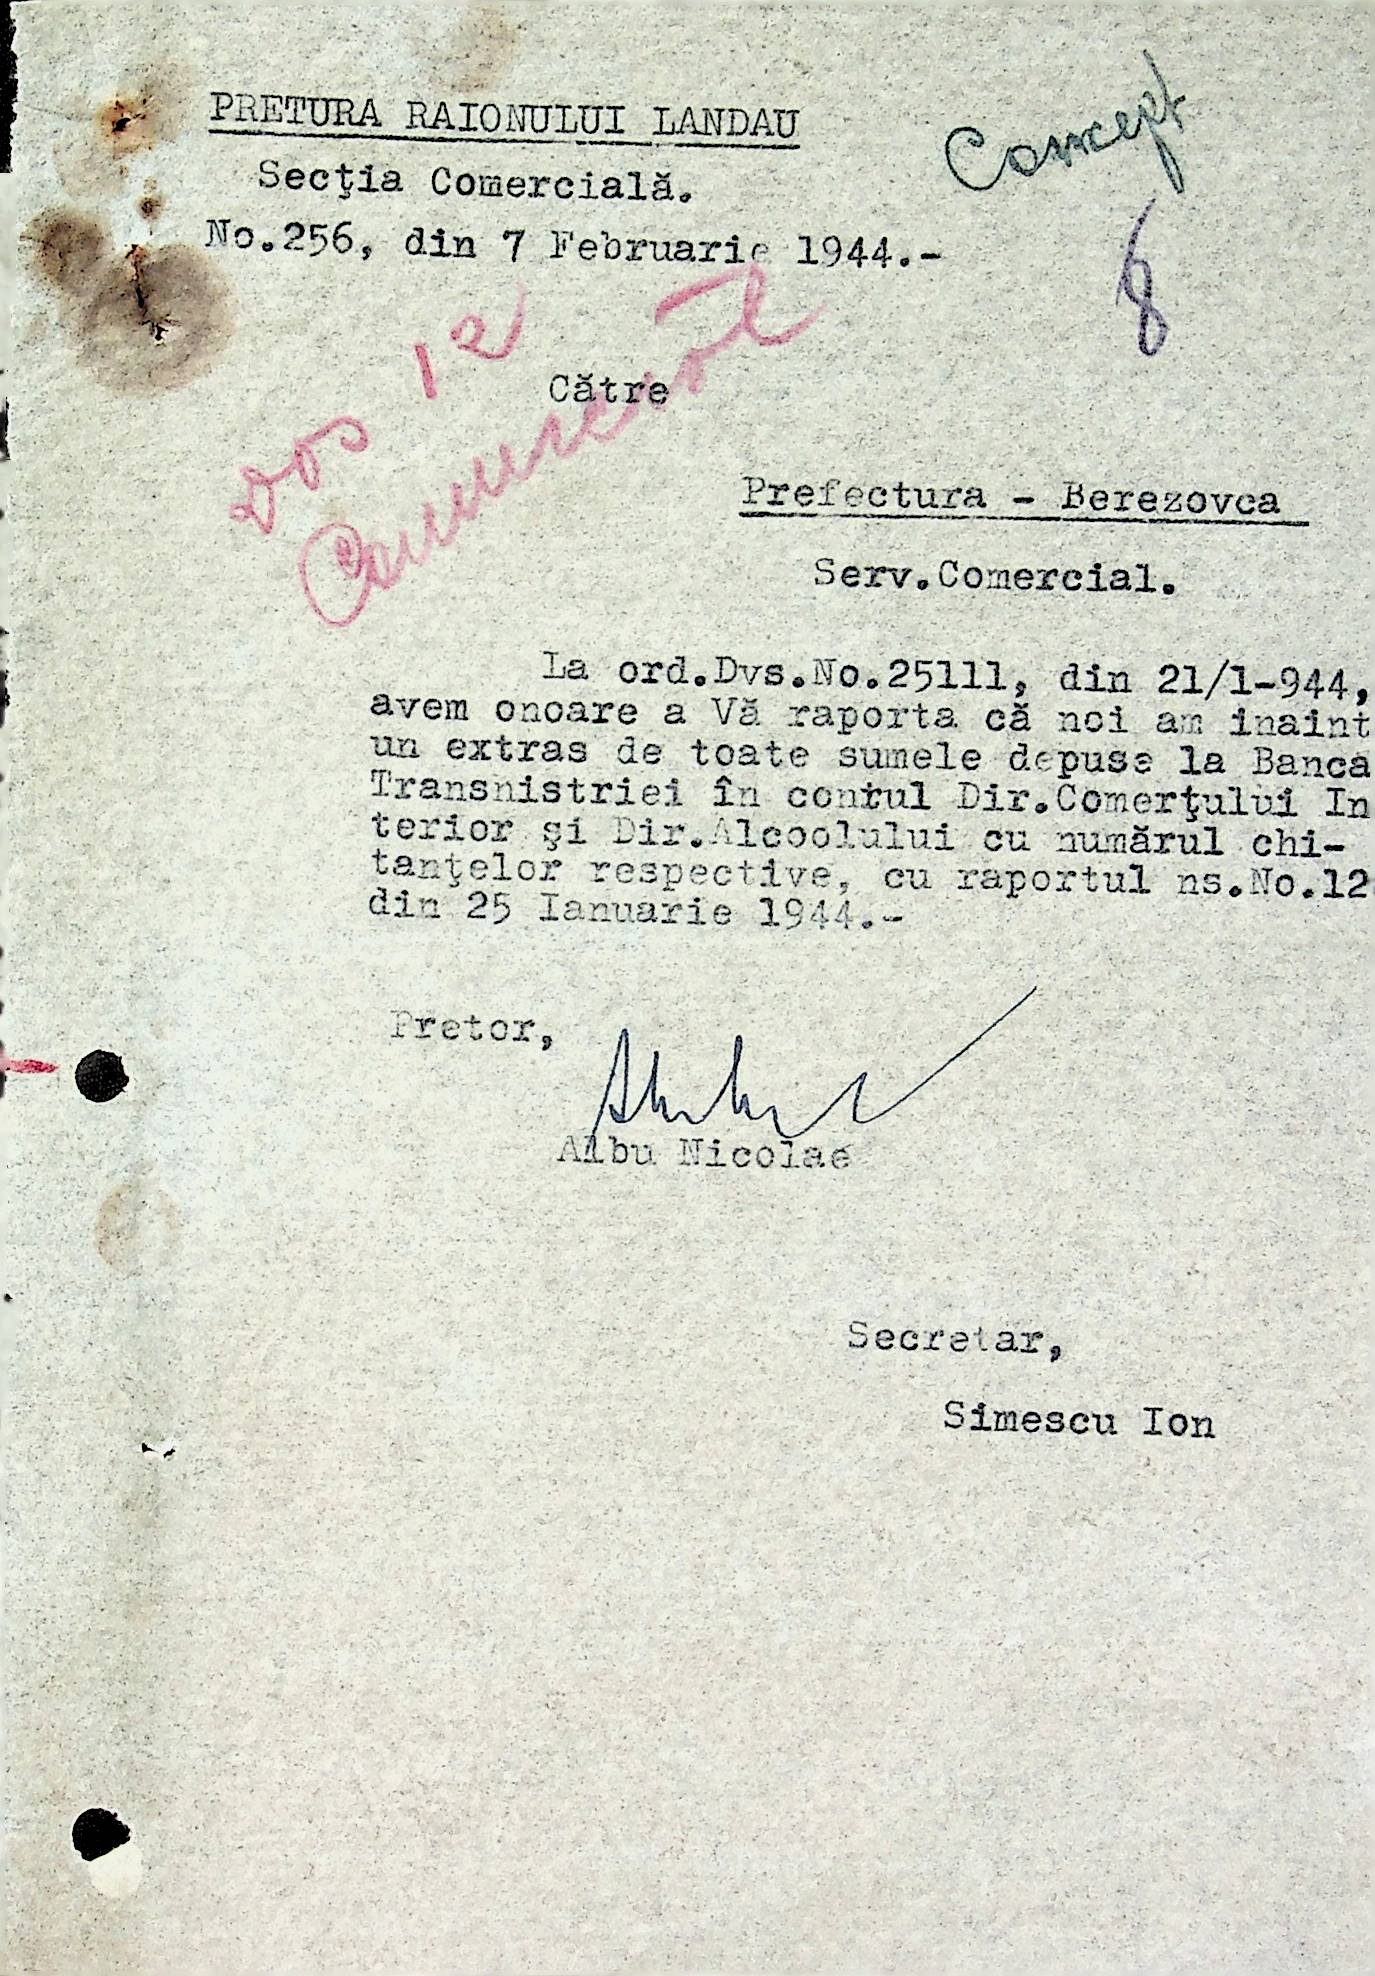 PRETURA RAIONULUI LANDAU
Secţia Comercială.
No.256, din 7 Februarie 1944.-
Concept
8
Dos 12
Comercial
Către
Prefectura - Berezovca
Serv.Comercial.
La ord.Dvs.No.25111, din 21/1-944,
avem onoare a Vă raporta că noi am inaint
un extras de toate sumele depuse la Banca
Transnistriei în contul Dir.Comerţului In
terior şi Dir.Alcoolului cu numărul chi-
tanţelor respective, cu raportul ns.No.12
din 25 Ianuarie 1944.-
Pretor,
Albu Nicolae
Secretar,
Simescu Ion